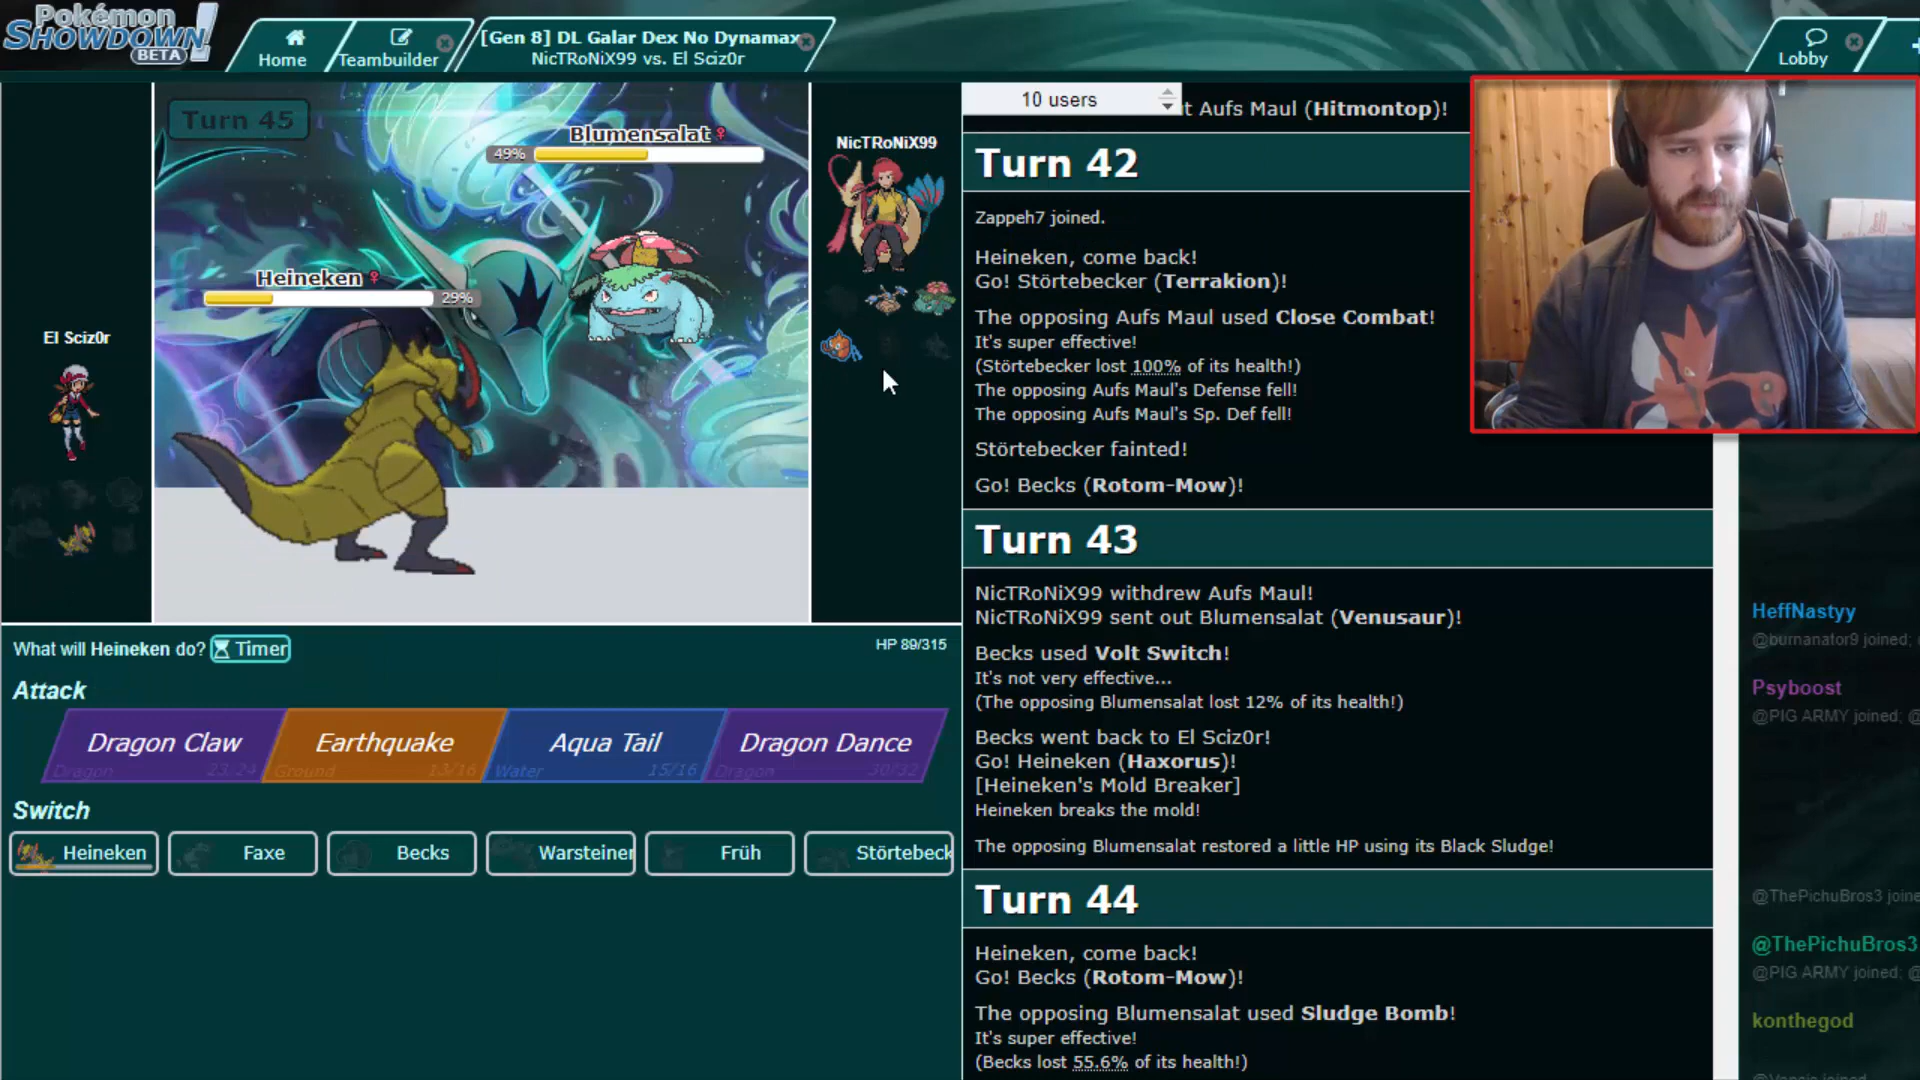 Pokémon
SHOWDOWN!
BETA
Home
Teambuilder
[Gen 8] DL Galar Dex No Dynamax
NicTRoNiX99 vs. El Sciz0r
Lobby
Turn 45
Blumensalat ♀
49%
Heineken ♀
29%
El Sciz0r
NicTRoNiX99
10 users
t Aufs Maul (Hitmontop)!
Turn 42
Zappeh7 joined.
Heineken, come back!
Go! Störtebecker (Terrakion)!
The opposing Aufs Maul used Close Combat!
It's super effective!
(Störtebecker lost 100% of its health!)
The opposing Aufs Maul's Defense fell!
The opposing Aufs Maul's Sp. Def fell!
Störtebecker fainted!
Go! Becks (Rotom-Mow)!
Turn 43
NicTRoNiX99 withdrew Aufs Maul!
NicTRoNiX99 sent out Blumensalat (Venusaur)!
Becks used Volt Switch!
It's not very effective...
(The opposing Blumensalat lost 12% of its health!)
Becks went back to El Sciz0r!
Go! Heineken (Haxorus)!
[Heineken's Mold Breaker]
Heineken breaks the mold!
The opposing Blumensalat restored a little HP using its Black Sludge!
Turn 44
Heineken, come back!
Go! Becks (Rotom-Mow)!
The opposing Blumensalat used Sludge Bomb!
It's super effective!
(Becks lost 55.6% of its health!)
What will Heineken do? Timer
HP 89/315
Attack
Dragon Claw
Dragon 23/24
Earthquake
Ground 13/16
Aqua Tail
Water 15/16
Dragon Dance
Dragon 30/32
Switch
Heineken
Faxe
Becks
Warsteiner
Früh
Störtebeck
HeffNastyy
@burnanator9 joined;
Psyboost
@PIG ARMY joined; @
@ThePichuBros3 joine
@ThePichuBros3
@PIG ARMY joined; @
konthegod